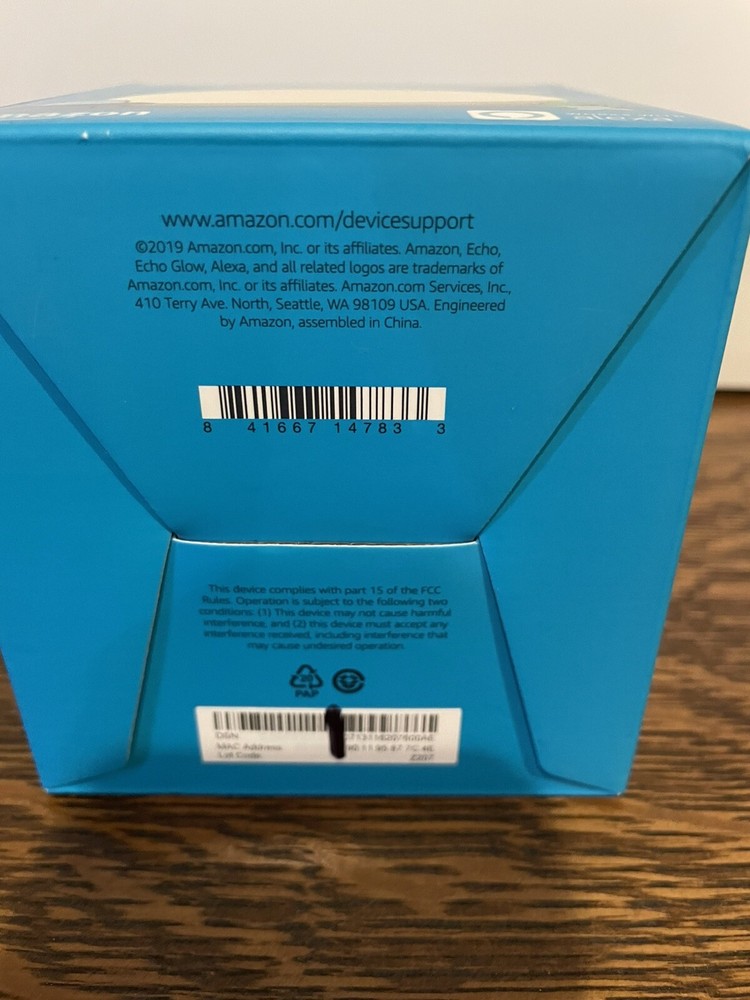 amazon
alexa
www.amazon.com/devicesupport
©2019 Amazon.com, Inc. or its affiliates. Amazon, Echo,
Echo Glow, Alexa, and all related logos are trademarks of
Amazon.com, Inc. or its affiliates. Amazon.com Services, Inc.,
410 Terry Ave. North, Seattle, WA 98109 USA. Engineered
by Amazon, assembled in China.
8 41667 14783 3
This device complies with part 15 of the FCC
Rules. Operation is subject to the following two
conditions: (1) This device may not cause harmful
interference, and (2) this device must accept any
interference received, including interference that
may cause undesired operation.
20
PAP
DSN
MAC Address
Lot Code